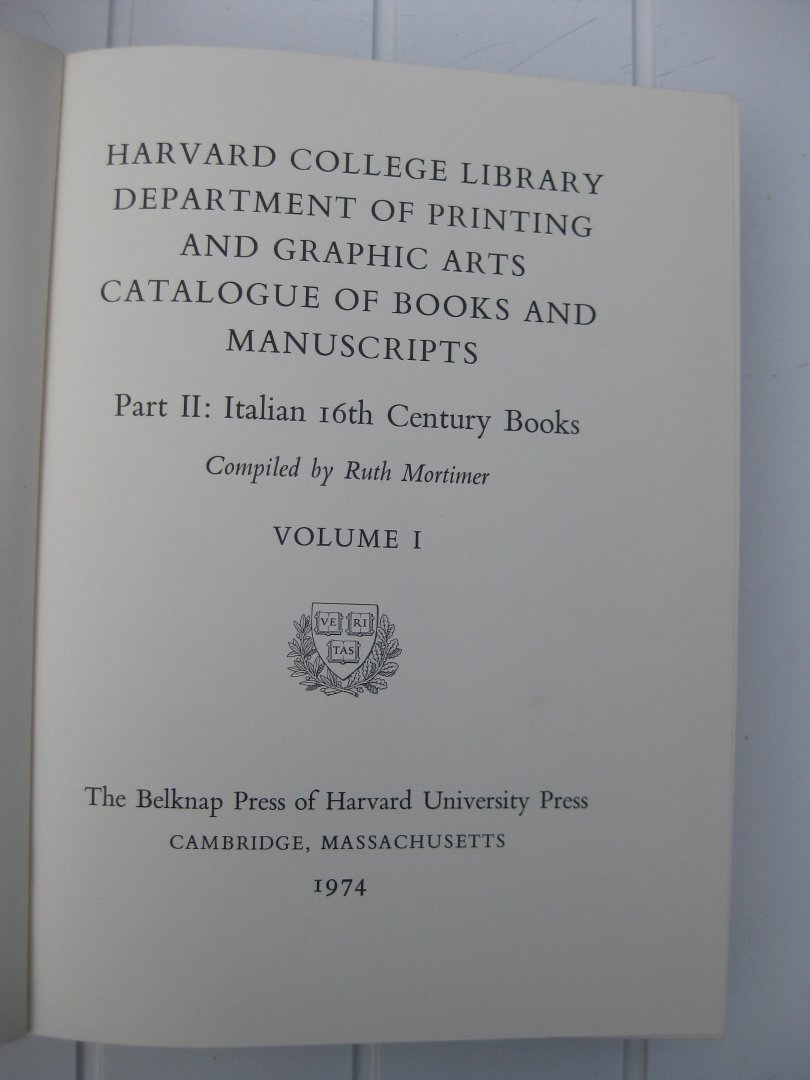 HARVARD COLLEGE LIBRARY
DEPARTMENT OF PRINTING
AND GRAPHIC ARTS
CATALOGUE OF BOOKS AND
MANUSCRIPTS
Part II: Italian 16th Century Books
Compiled by Ruth Mortimer
VOLUME I
VE RI
TAS
The Belknap Press of Harvard University Press
CAMBRIDGE, MASSACHUSETTS
1974